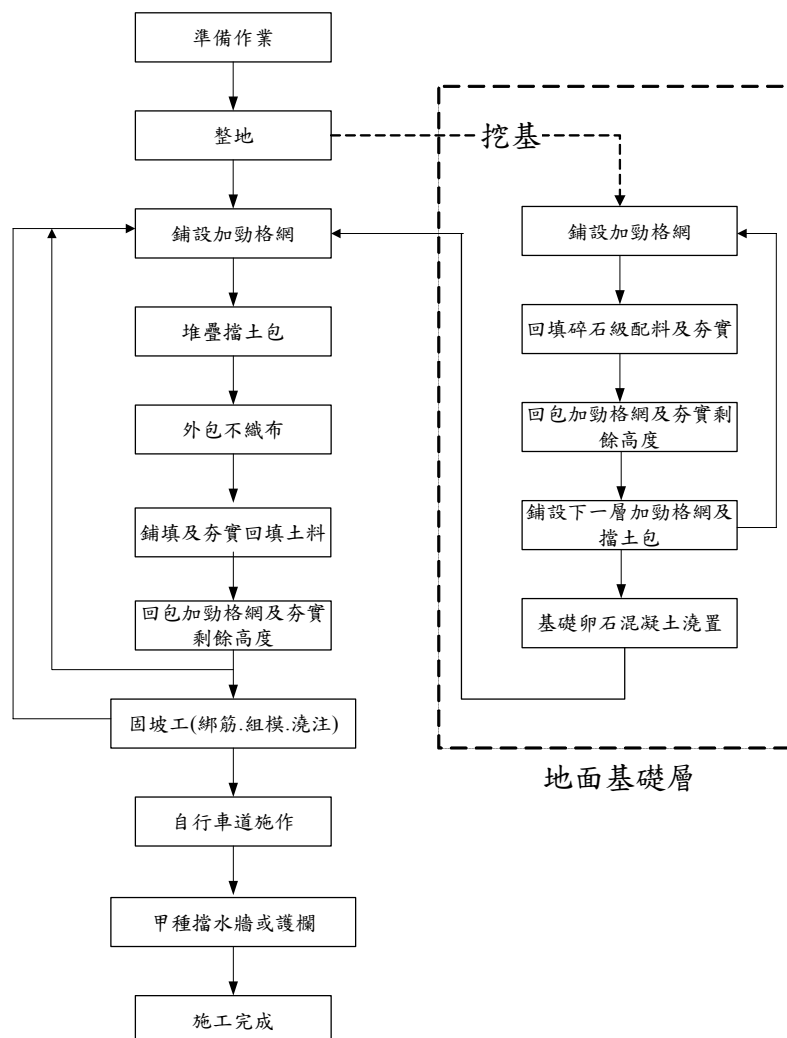 準備作業
整地
鋪設加勁格網
堆疊擋土包
外包不織布
鋪填及夯實回填土料
回包加勁格網及夯實
剩餘高度
固坡工(綁筋.組模.澆注)
自行車道施作
甲種擋水牆或護欄
施工完成
挖基
鋪設加勁格網
回填碎石級配料及夯實
回包加勁格網及夯實剩
餘高度
鋪設下一層加勁格網及
擋土包
基礎卵石混凝土澆置
地面基礎層